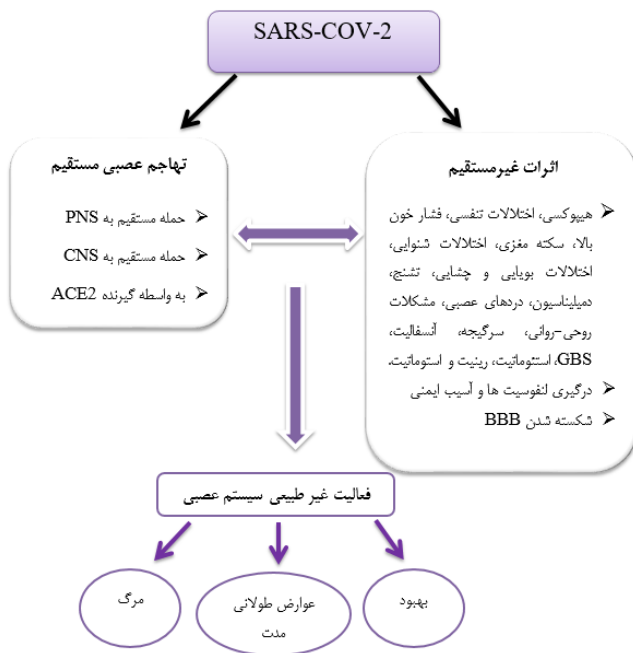 SARS-COV-2
تهاجم عصبی مستقیم
حمله مستقیم به PNS
حمله مستقیم به CNS
به واسطه گیرنده ACE2
اثرات غیرمستقیم
هیپوکسی، اختلالات تنفسی، فشار خون
بالا، سکته مغزی، اختلالات شنوایی،
اختلالات بویایی و چشایی، تشنج،
دمیلیناسیون، دردهای عصبی، مشکلات
روحی-روانی، سرگیجه، آنسفالیت،
GBS، استئوماتیت، رینیت و استوماتیت.
درگیری لنفوسیت ها و آسیب ایمنی
شکسته شدن BBB
فعالیت غیر طبیعی سیستم عصبی
مرگ
عوارض طولانی
مدت
بهبود